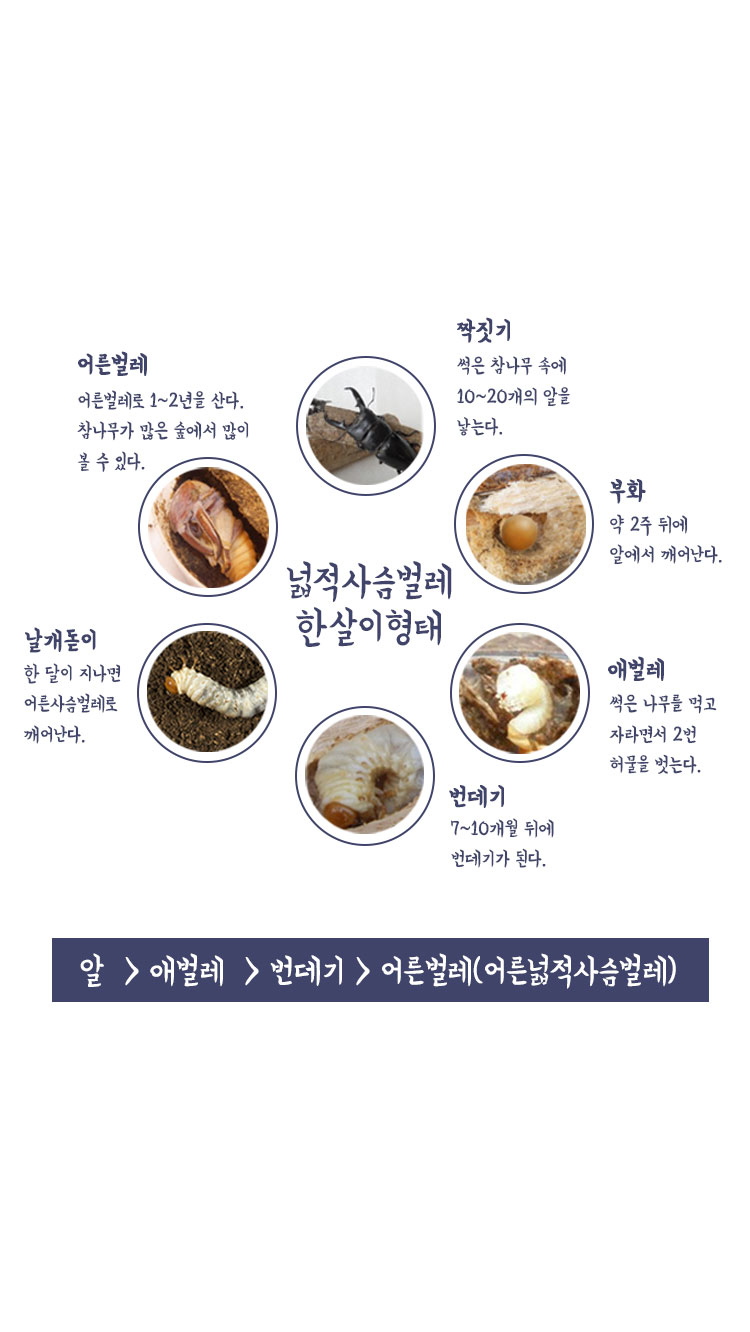 짝짓기
썩은 참나무 속에
10~20개의 알을
낳는다.
부화
약 2주 뒤에
알에서 깨어난다.
애벌레
썩은 나무를 먹고
자라면서 2번
허물을 벗는다.
번데기
7~10개월 뒤에
번데기가 된다.
날개돋이
한 달이 지나면
어른사슴벌레로
깨어난다.
어른벌레
어른벌레로 1~2년을 산다.
참나무가 많은 숲에서 많이
볼 수 있다.
넓적사슴벌레
한살이형태
알 > 애벌레 > 번데기 > 어른벌레(어른넓적사슴벌레)